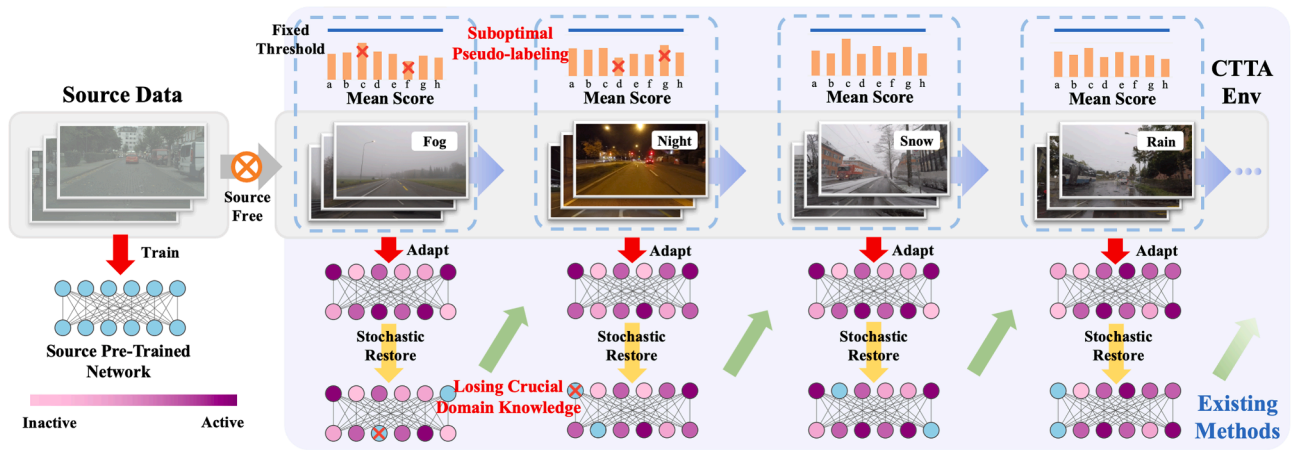 Fixed
Threshold
Suboptimal
Pseudo-labeling
a b c d e f g h
Mean Score
a b c d e f g h
Mean Score
a b c d e f g h
Mean Score
a b c d e f g h
Mean Score
CTTA
Env
Source Data
Fog
Night
Snow
Rain
Source
Free
Train
Adapt
Adapt
Adapt
Adapt
Source Pre-Trained
Network
Stochastic
Restore
Stochastic
Restore
Stochastic
Restore
Stochastic
Restore
Losing Crucial
Domain Knowledge
Inactive
Active
Existing
Methods